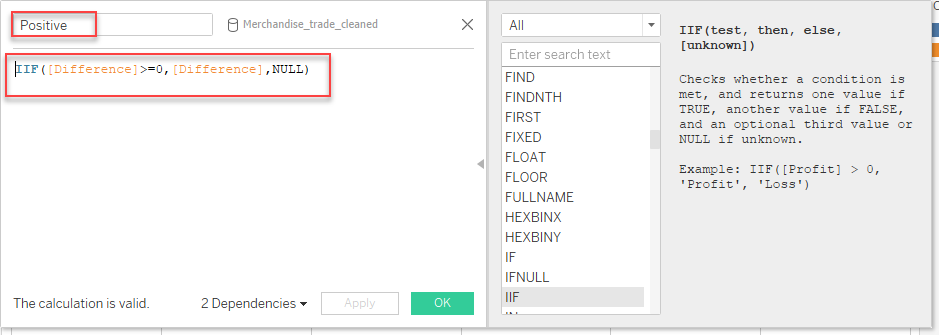 Positive
Merchandise_trade_cleaned
IIF([Difference]>=0,[Difference],NULL)
The calculation is valid.
2 Dependencies
Apply
OK
All
Enter search text
FIND
FINDNTH
FIRST
FIXED
FLOAT
FLOOR
FULLNAME
HEXBINX
HEXBINY
IF
IFNULL
IIF
IIF(test, then, else,
[unknown])
Checks whether a condition is
met, and returns one value if
TRUE, another value if FALSE,
and an optional third value or
NULL if unknown.
Example: IIF([Profit] > 0,
'Profit', 'Loss')